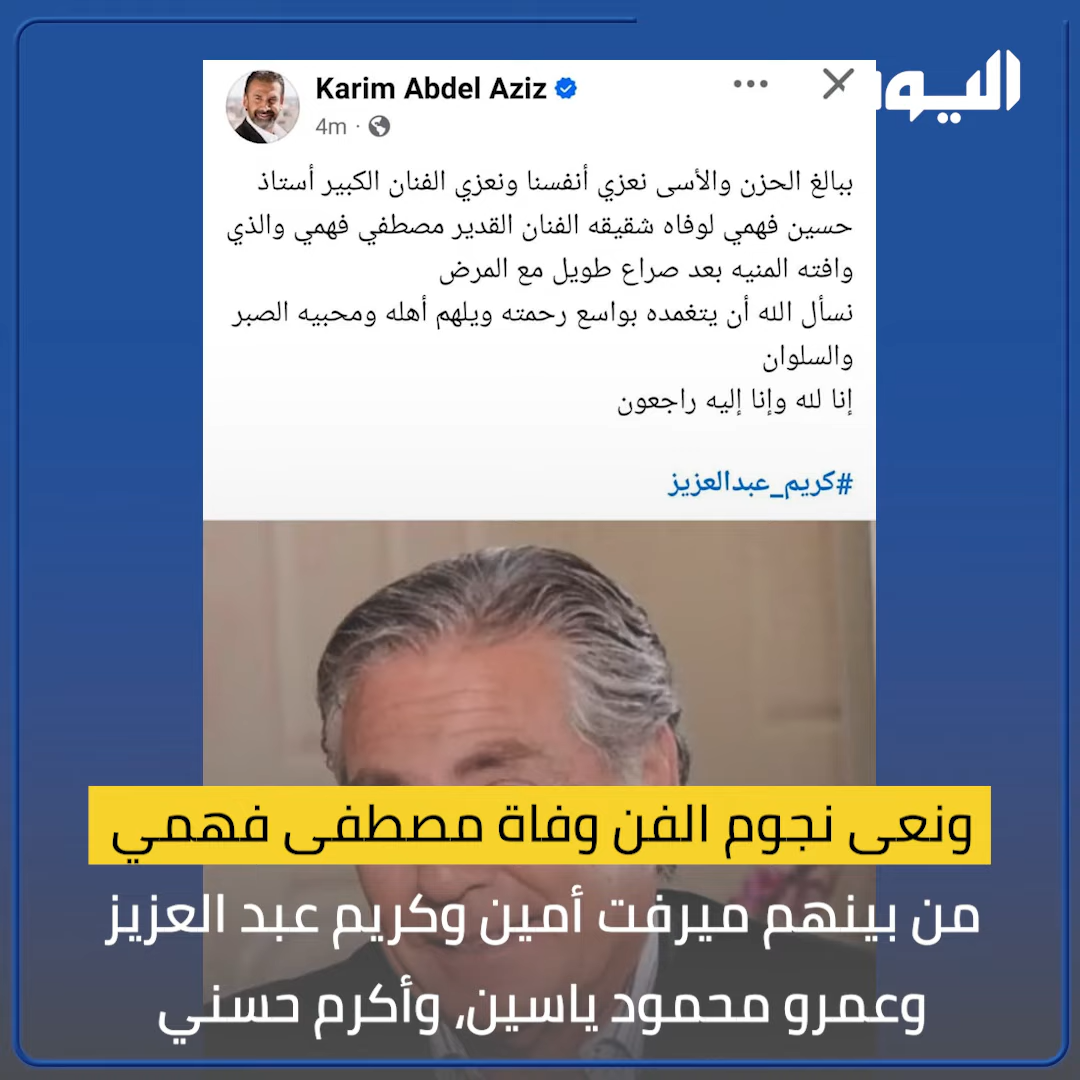 اليوم
Karim Abdel Aziz
4m ·
ببالغ الحزن والأسى نعزي أنفسنا ونعزي الفنان الكبير أستاذ
حسين فهمي لوفاه شقيقه الفنان القدير مصطفي فهمي والذي
وافته المنيه بعد صراع طويل مع المرض
نسأل الله أن يتغمده بواسع رحمته ويلهم أهله ومحبيه الصبر
والسلوان
إنا لله وإنا إليه راجعون
#كريم_عبدالعزيز
ونعى نجوم الفن وفاة مصطفى فهمي
من بينهم ميرفت أمين وكريم عبد العزيز
وعمرو محمود ياسين، وأكرم حسني